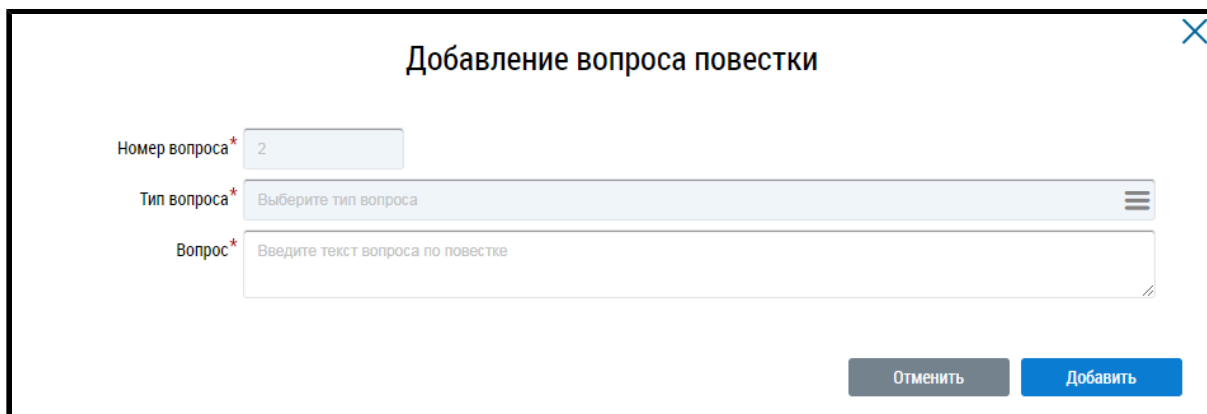 Добавление вопроса повестки
Номер вопроса* 2
Тип вопроса* Выберите тип вопроса
Вопрос* Введите текст вопроса по повестке
Отменить Добавить